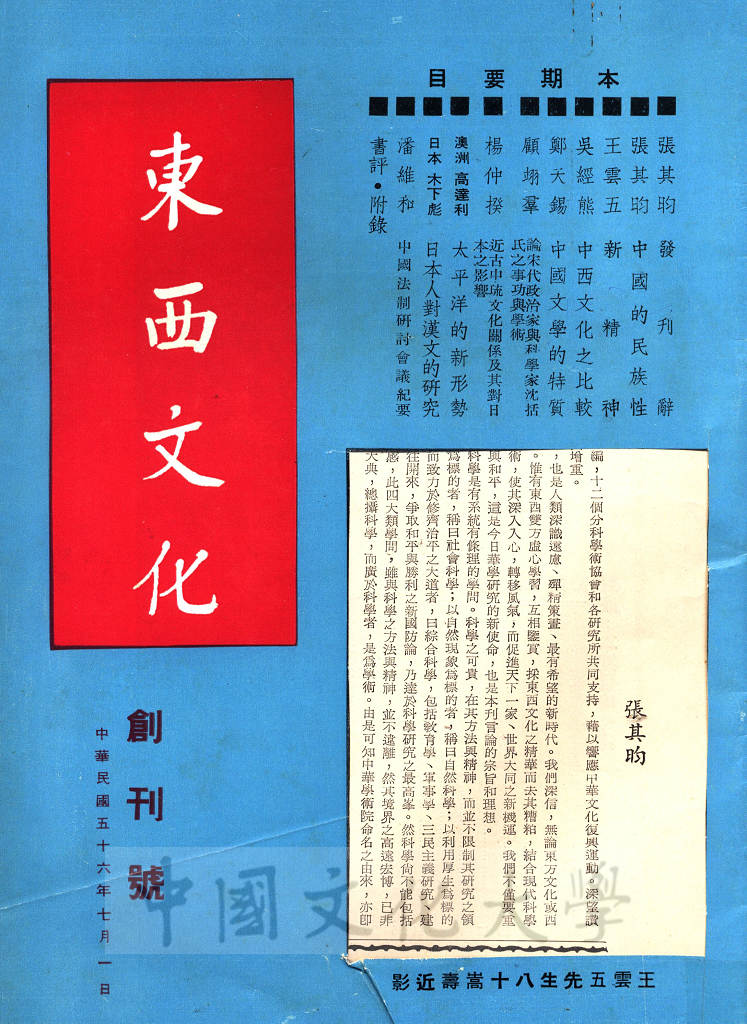 本期要目
張其昀 發刊辭
張其昀 中國的民族性
王雲五 新精神
吳經熊 中西文化之比較
鄭天錫 中國文學的特質
顧翊羣 論宋代政治家與科學家沈括氏之事功與學術
楊仲揆 近古中琉文化關係及其對日本之影響
澳洲 高達利 太平洋的新形勢
日本 木下彪 日本人對漢文的研究
潘維和 中國法制研討會議紀要
書評·附錄
東西文化
創刊號
中華民國五十六年七月一日
張其昀
編，十二個分科學術協會和各研究所共同支持，藉以響應中華文化復興運動。深望讀
增重。
，也是人類深識遠慮、殫精策畫、最有希望的新時代。我們深信，無論東方文化或西
。惟有東西雙方虛心學習，互相鑒賞，採東西文化之精華而去其糟粕，結合現代科學
術，使其深入人心，轉移風氣，而促進天下一家、世界大同之新機運。我們不僅要重
與和平，這是今日華學研究的新使命，也是本刊言論的宗旨和理想。
科學是有系統有條理的學問。科學之可貴，在其方法與精神，而並不限制其研究之領
為標的者，稱曰社會科學；以自然現象為標的者，稱曰自然科學；以利用厚生為標的
而致力於修齊治平之大道者，曰綜合科學，包括教育學、軍事學、三民主義研究、建
往開來，爭取和平與勝利之新國防論，乃達於科學研究之最高峯。然科學尚不能包括
感，此四大類學問，雖與科學之方法與精神，並不違離，然其境界之高遠宏博，已非
大典，總攝科學，而廣於科學者，是為學術。由是可知中華學術院命名之由來，亦即
王雲五先生八十嵩壽近影
中國文化大學